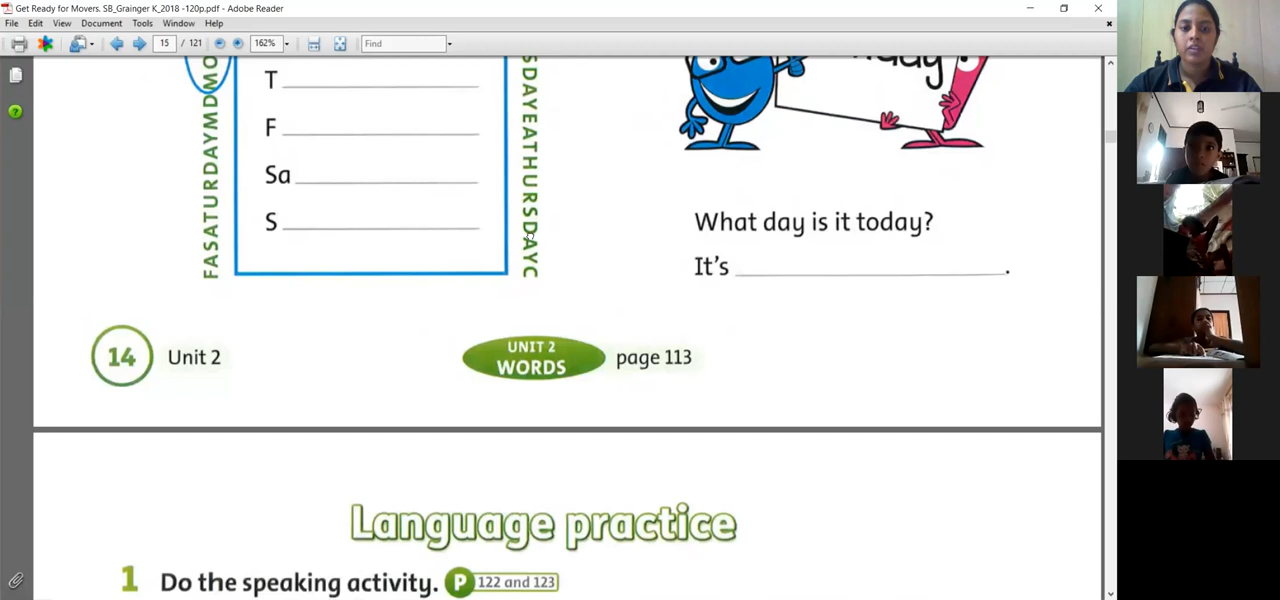 Get Ready for Movers. SB_Grainger K_2018 -120p.pdf - Adobe Reader
File Edit View Document Tools Window Help
15 / 121 162% Find
T
F
Sa
S
FASATURDAYMDMO
SDAYEATHURSDAYC
What day is it today?
It's .
14 Unit 2
UNIT 2
WORDS
page 113
Language practice
1 Do the speaking activity. P 122 and 123